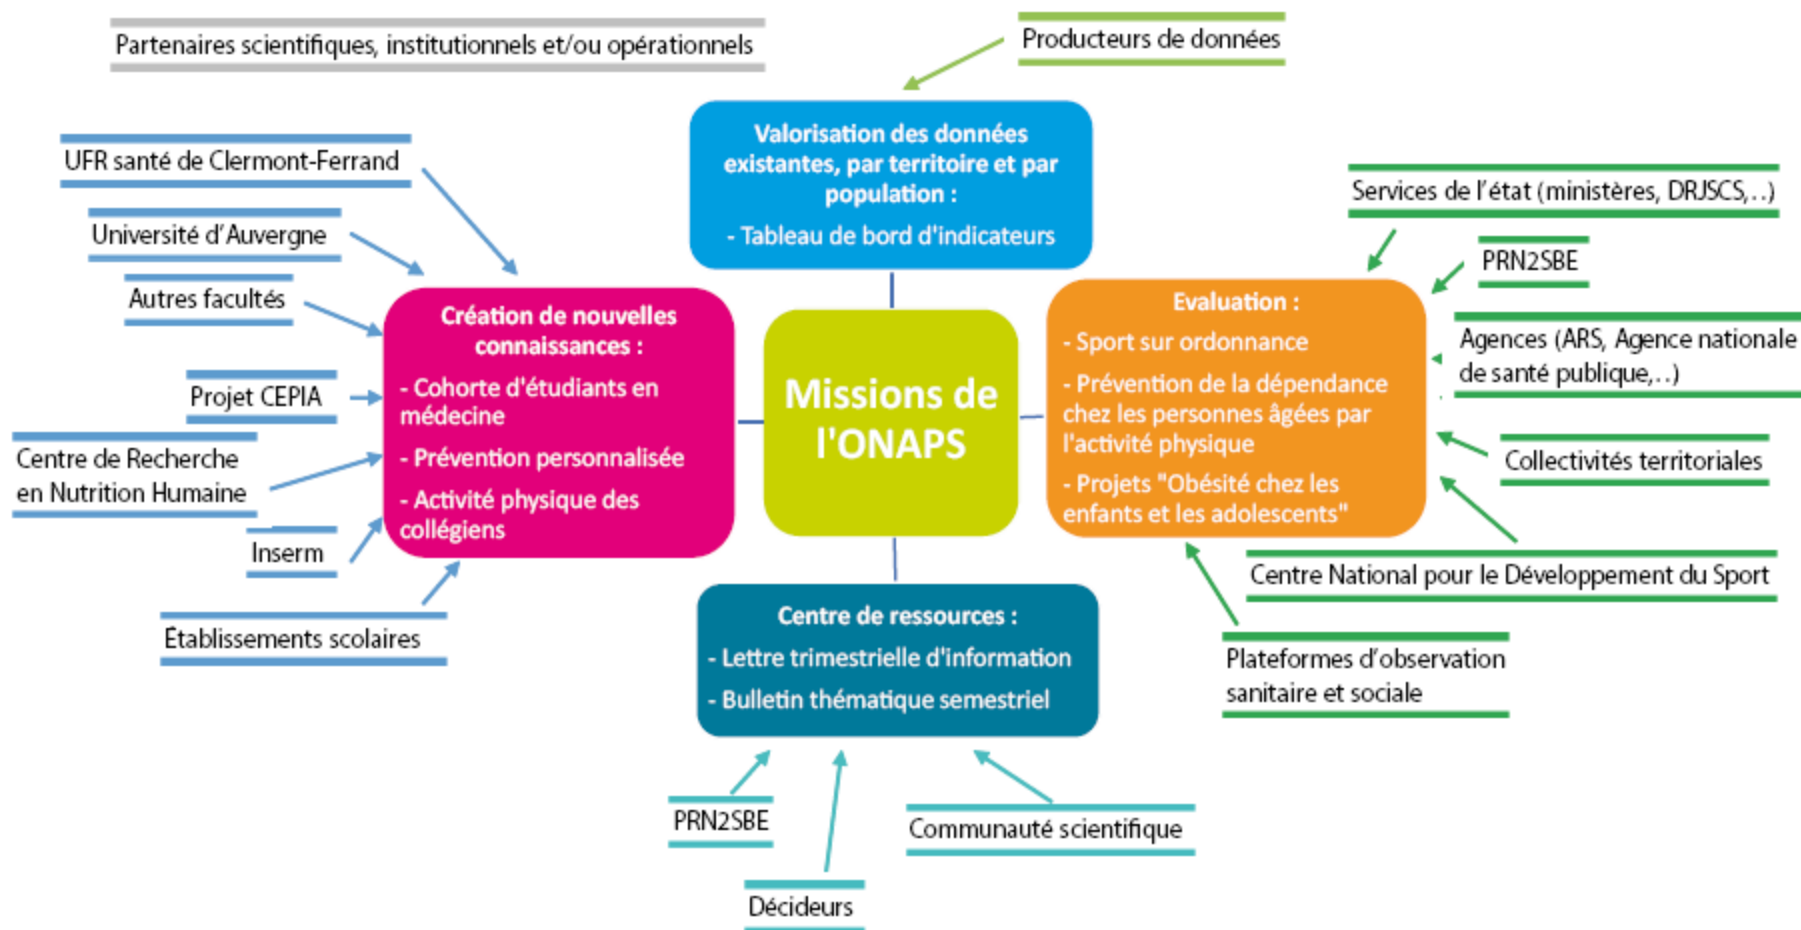 Partenaires scientifiques, institutionnels et/ou opérationnels
Producteurs de données
Valorisation des données
existantes, par territoire et par
population :
- Tableau de bord d'indicateurs
UFR santé de Clermont-Ferrand
Université d'Auvergne
Autres facultés
Projet CEPIA
Centre de Recherche
en Nutrition Humaine
Inserm
Établissements scolaires
Création de nouvelles
connaissances :
- Cohorte d'étudiants en
médecine
- Prévention personnalisée
- Activité physique des
collégiens
Missions de
l'ONAPS
Evaluation :
- Sport sur ordonnance
- Prévention de la dépendance
chez les personnes âgées par
l'activité physique
- Projets "Obésité chez les
enfants et les adolescents"
Services de l'état (ministères, DRJSCS,..)
PRN2SBE
Agences (ARS, Agence nationale
de santé publique,..)
Collectivités territoriales
Centre National pour le Développement du Sport
Plateformes d'observation
sanitaire et sociale
Centre de ressources :
- Lettre trimestrielle d'information
- Bulletin thématique semestriel
PRN2SBE
Décideurs
Communauté scientifique